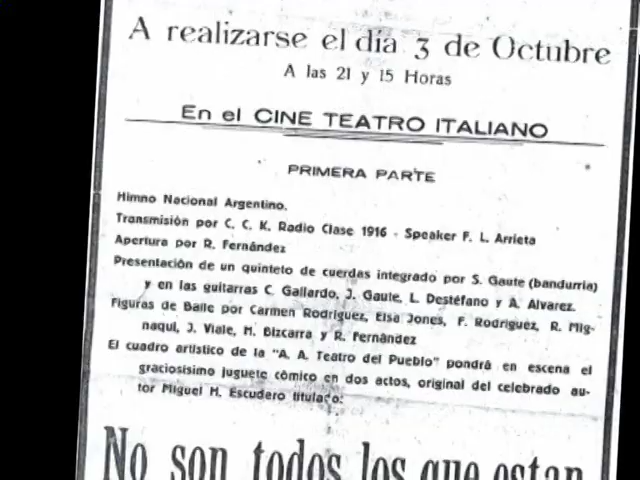 A realizarse el día 3 de Octubre
A las 21 y 15 Horas
En el CINE TEATRO ITALIANO
PRIMERA PARTE
Himno Nacional Argentino.
Transmisión por C. C. K. Radio Clase 1916 - Speaker F. L. Arrieta
Apertura por R. Fernández
Presentación de un quinteto de cuerdas integrado por S. Gaute (bandurria)
y en las guitarras C. Gallardo, J. Gaute, L. Destéfano y A. Alvarez.
Figuras de Baile por Carmen Rodríguez, Elsa Jones, F. Rodríguez, R. Mig-
naqui, J. Viale, H. Bizcarra y R. Fernández
El cuadro artístico de la "A. A. Teatro del Pueblo" pondrá en escena el
graciosísimo juguete cómico en dos actos, original del celebrado au-
tor Miguel H. Escudero titulado:
No son todos los que estan